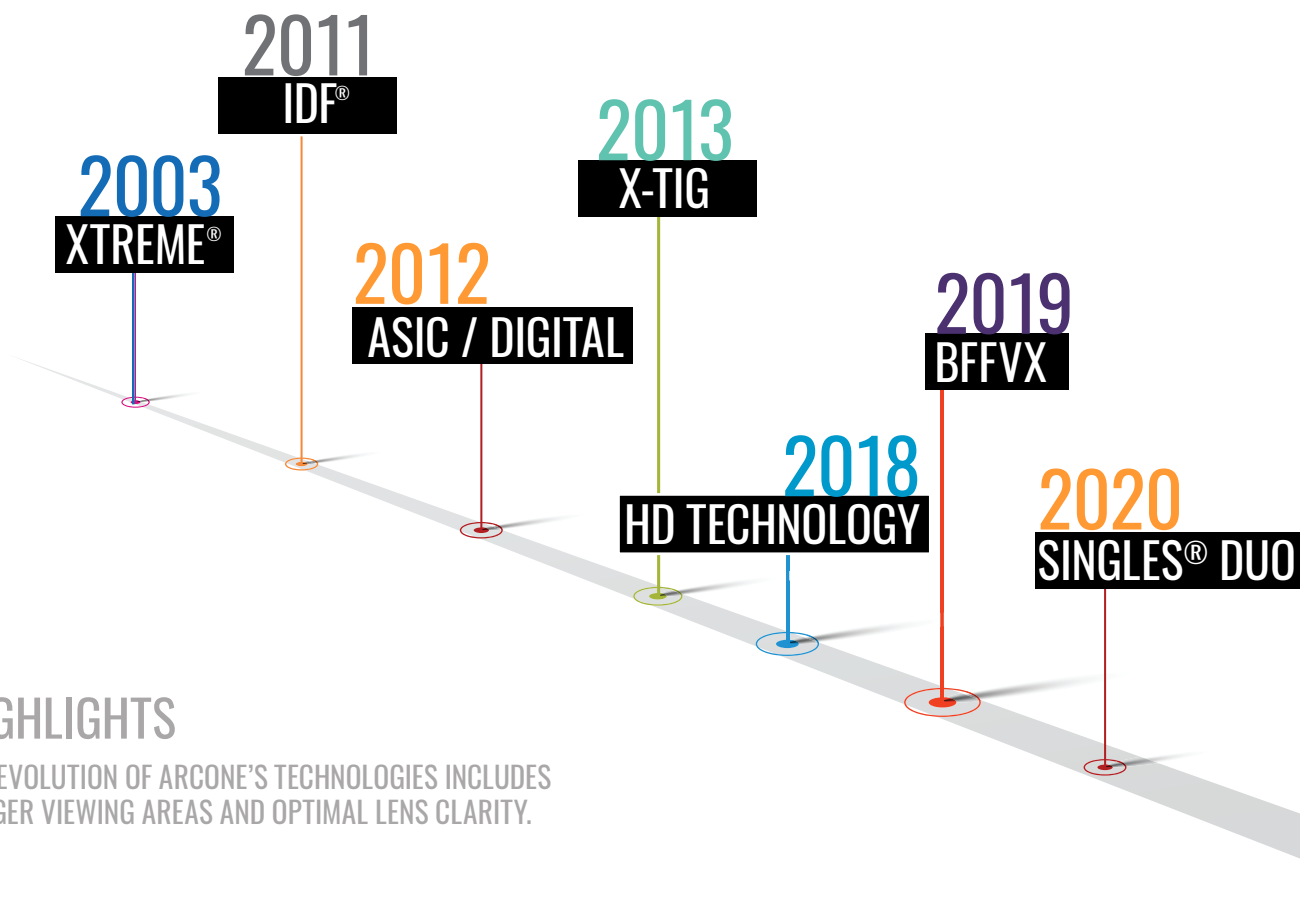 2003
XTREME®
2011
IDF®
2012
ASIC / DIGITAL
2013
X-TIG
2018
HD TECHNOLOGY
2019
BFFVX
2020
SINGLES® DUO
GHLIGHTS
EVOLUTION OF ARCONE'S TECHNOLOGIES INCLUDES
GER VIEWING AREAS AND OPTIMAL LENS CLARITY.